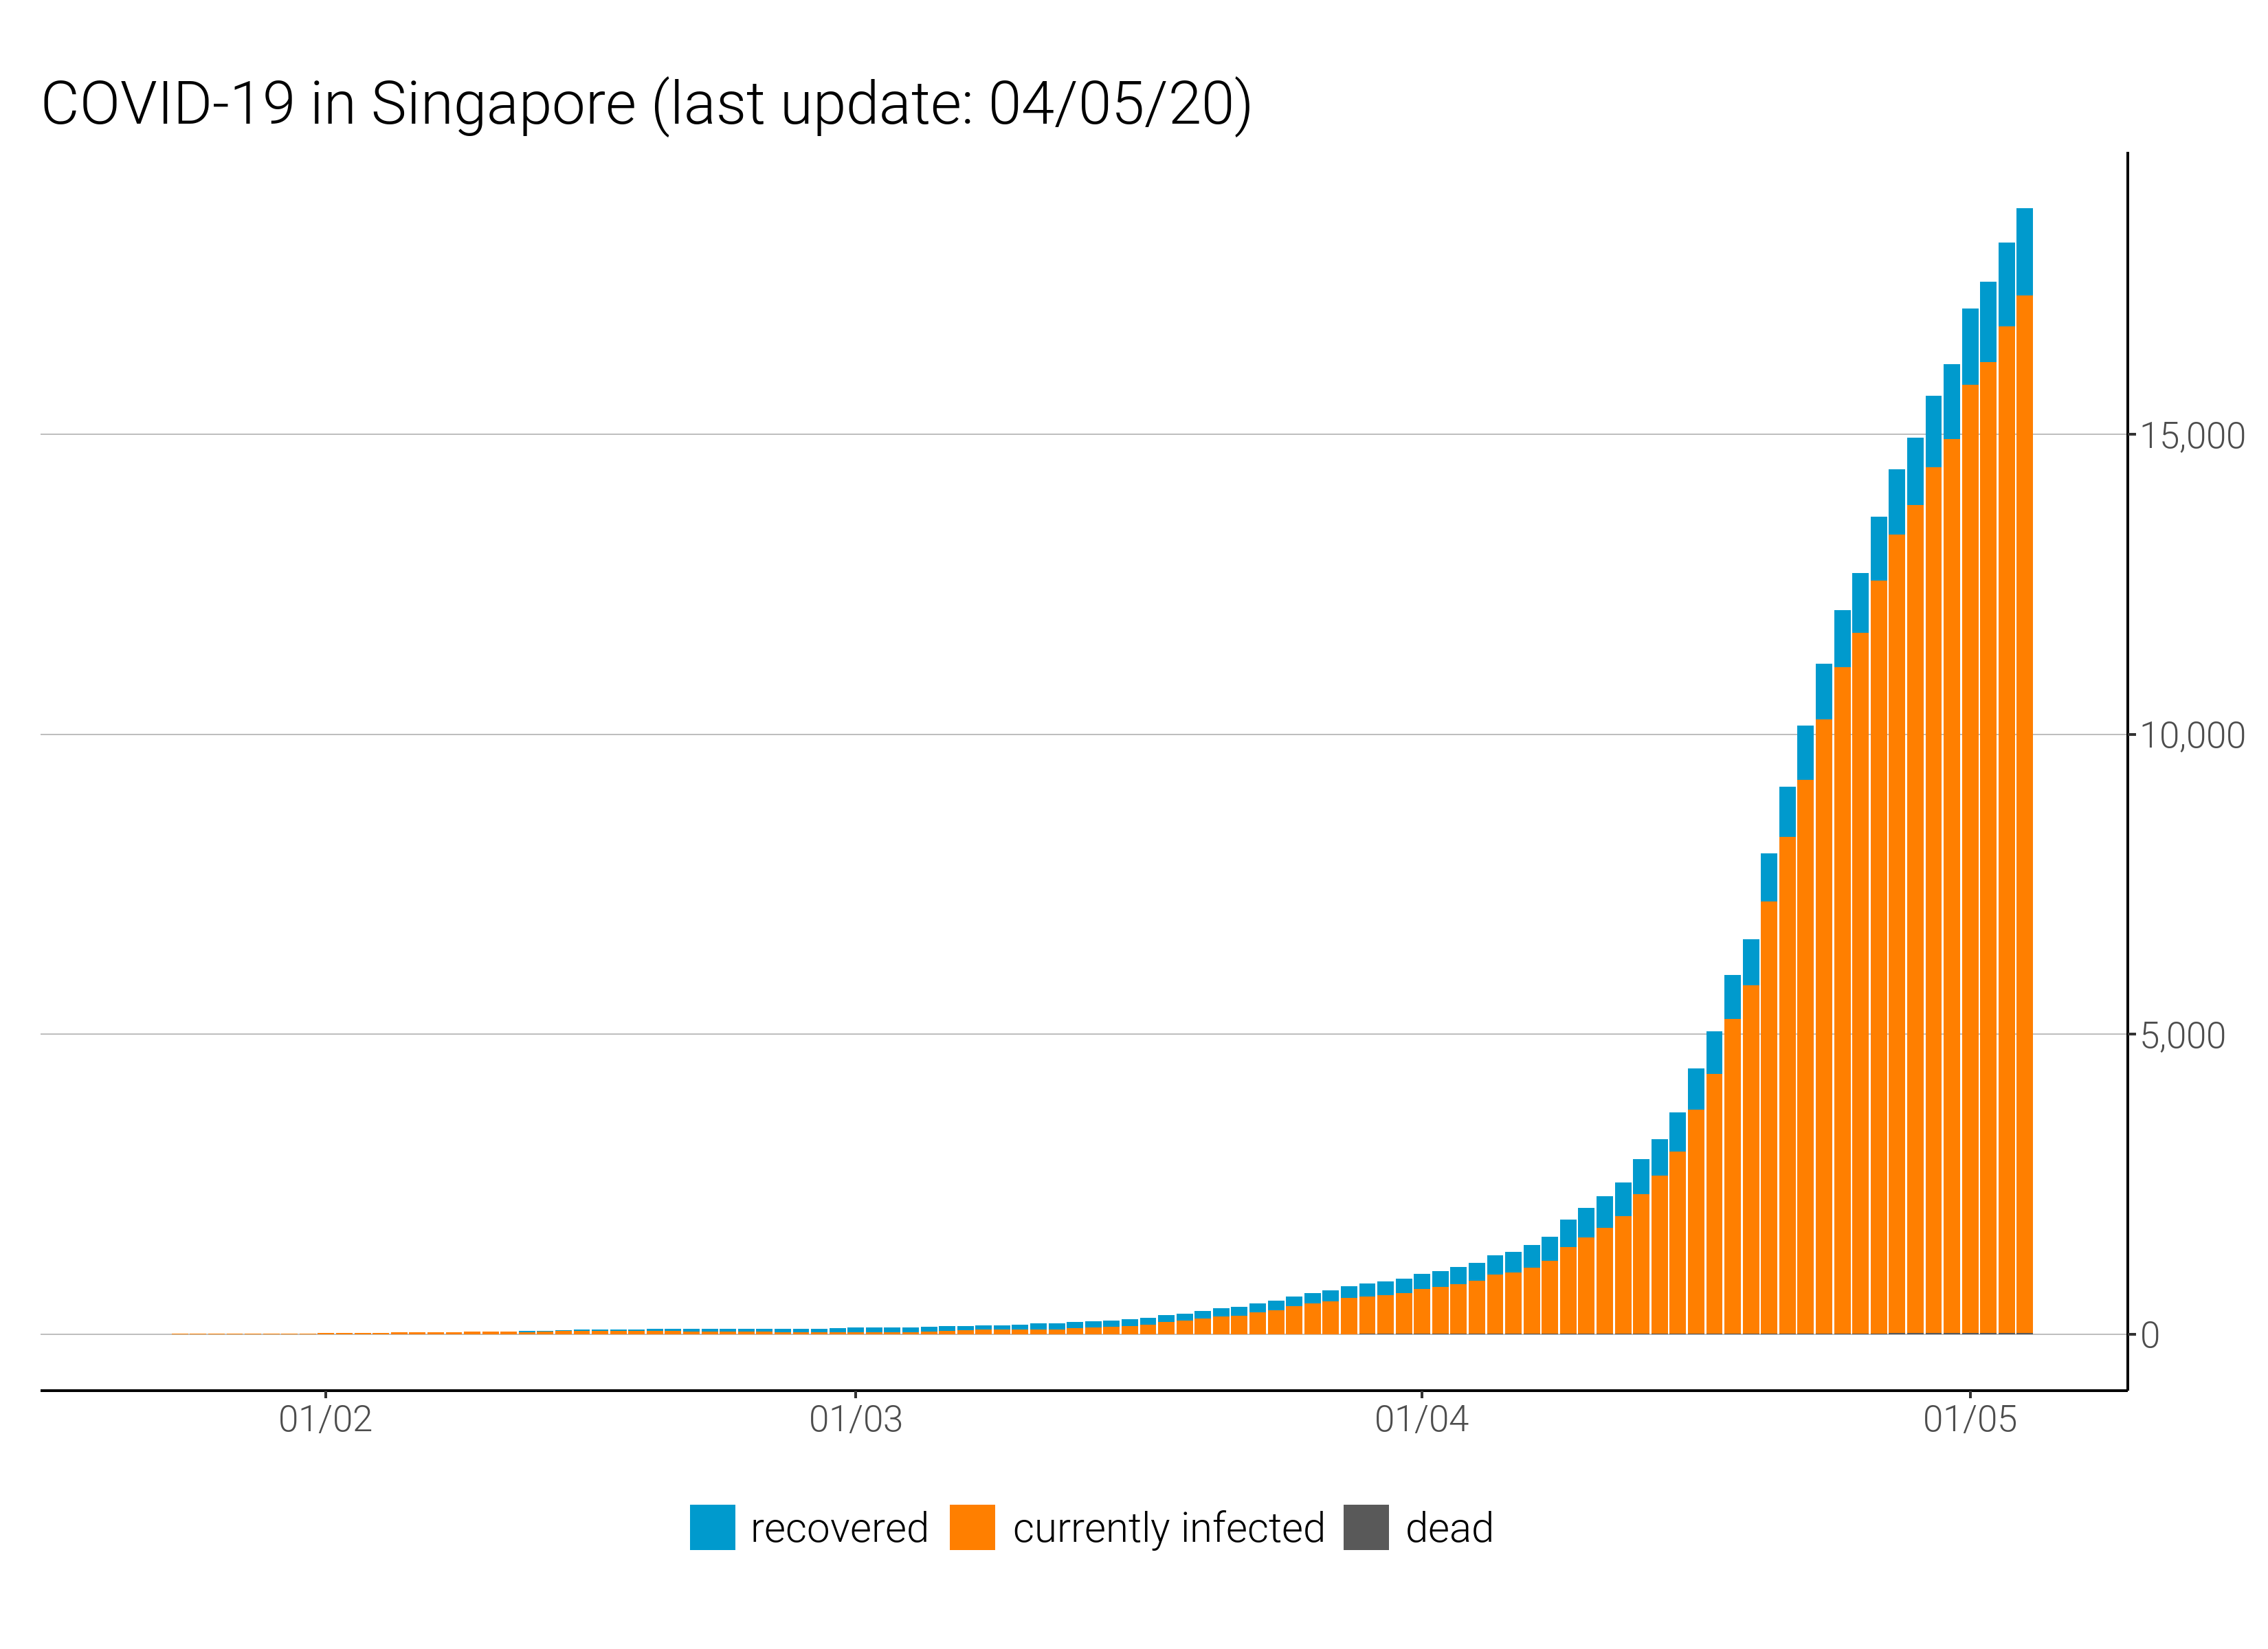 COVID-19 in Singapore (last update: 04/05/20)
15,000
10,000
5,000
0
01/02 01/03 01/04 01/05
recovered currently infected dead